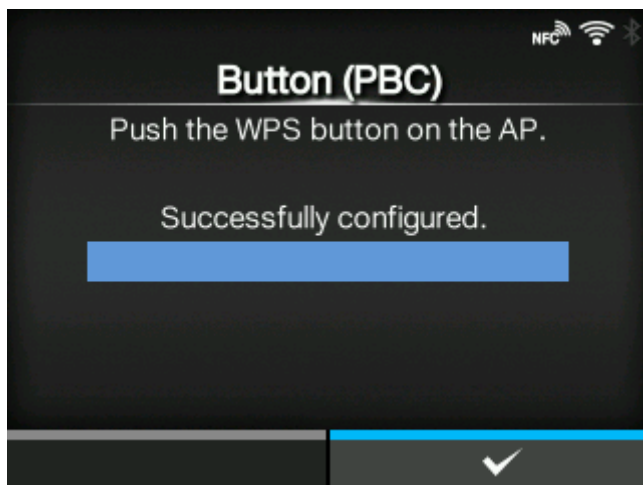 NFC
Button (PBC)
Push the WPS button on the AP.
Successfully configured.